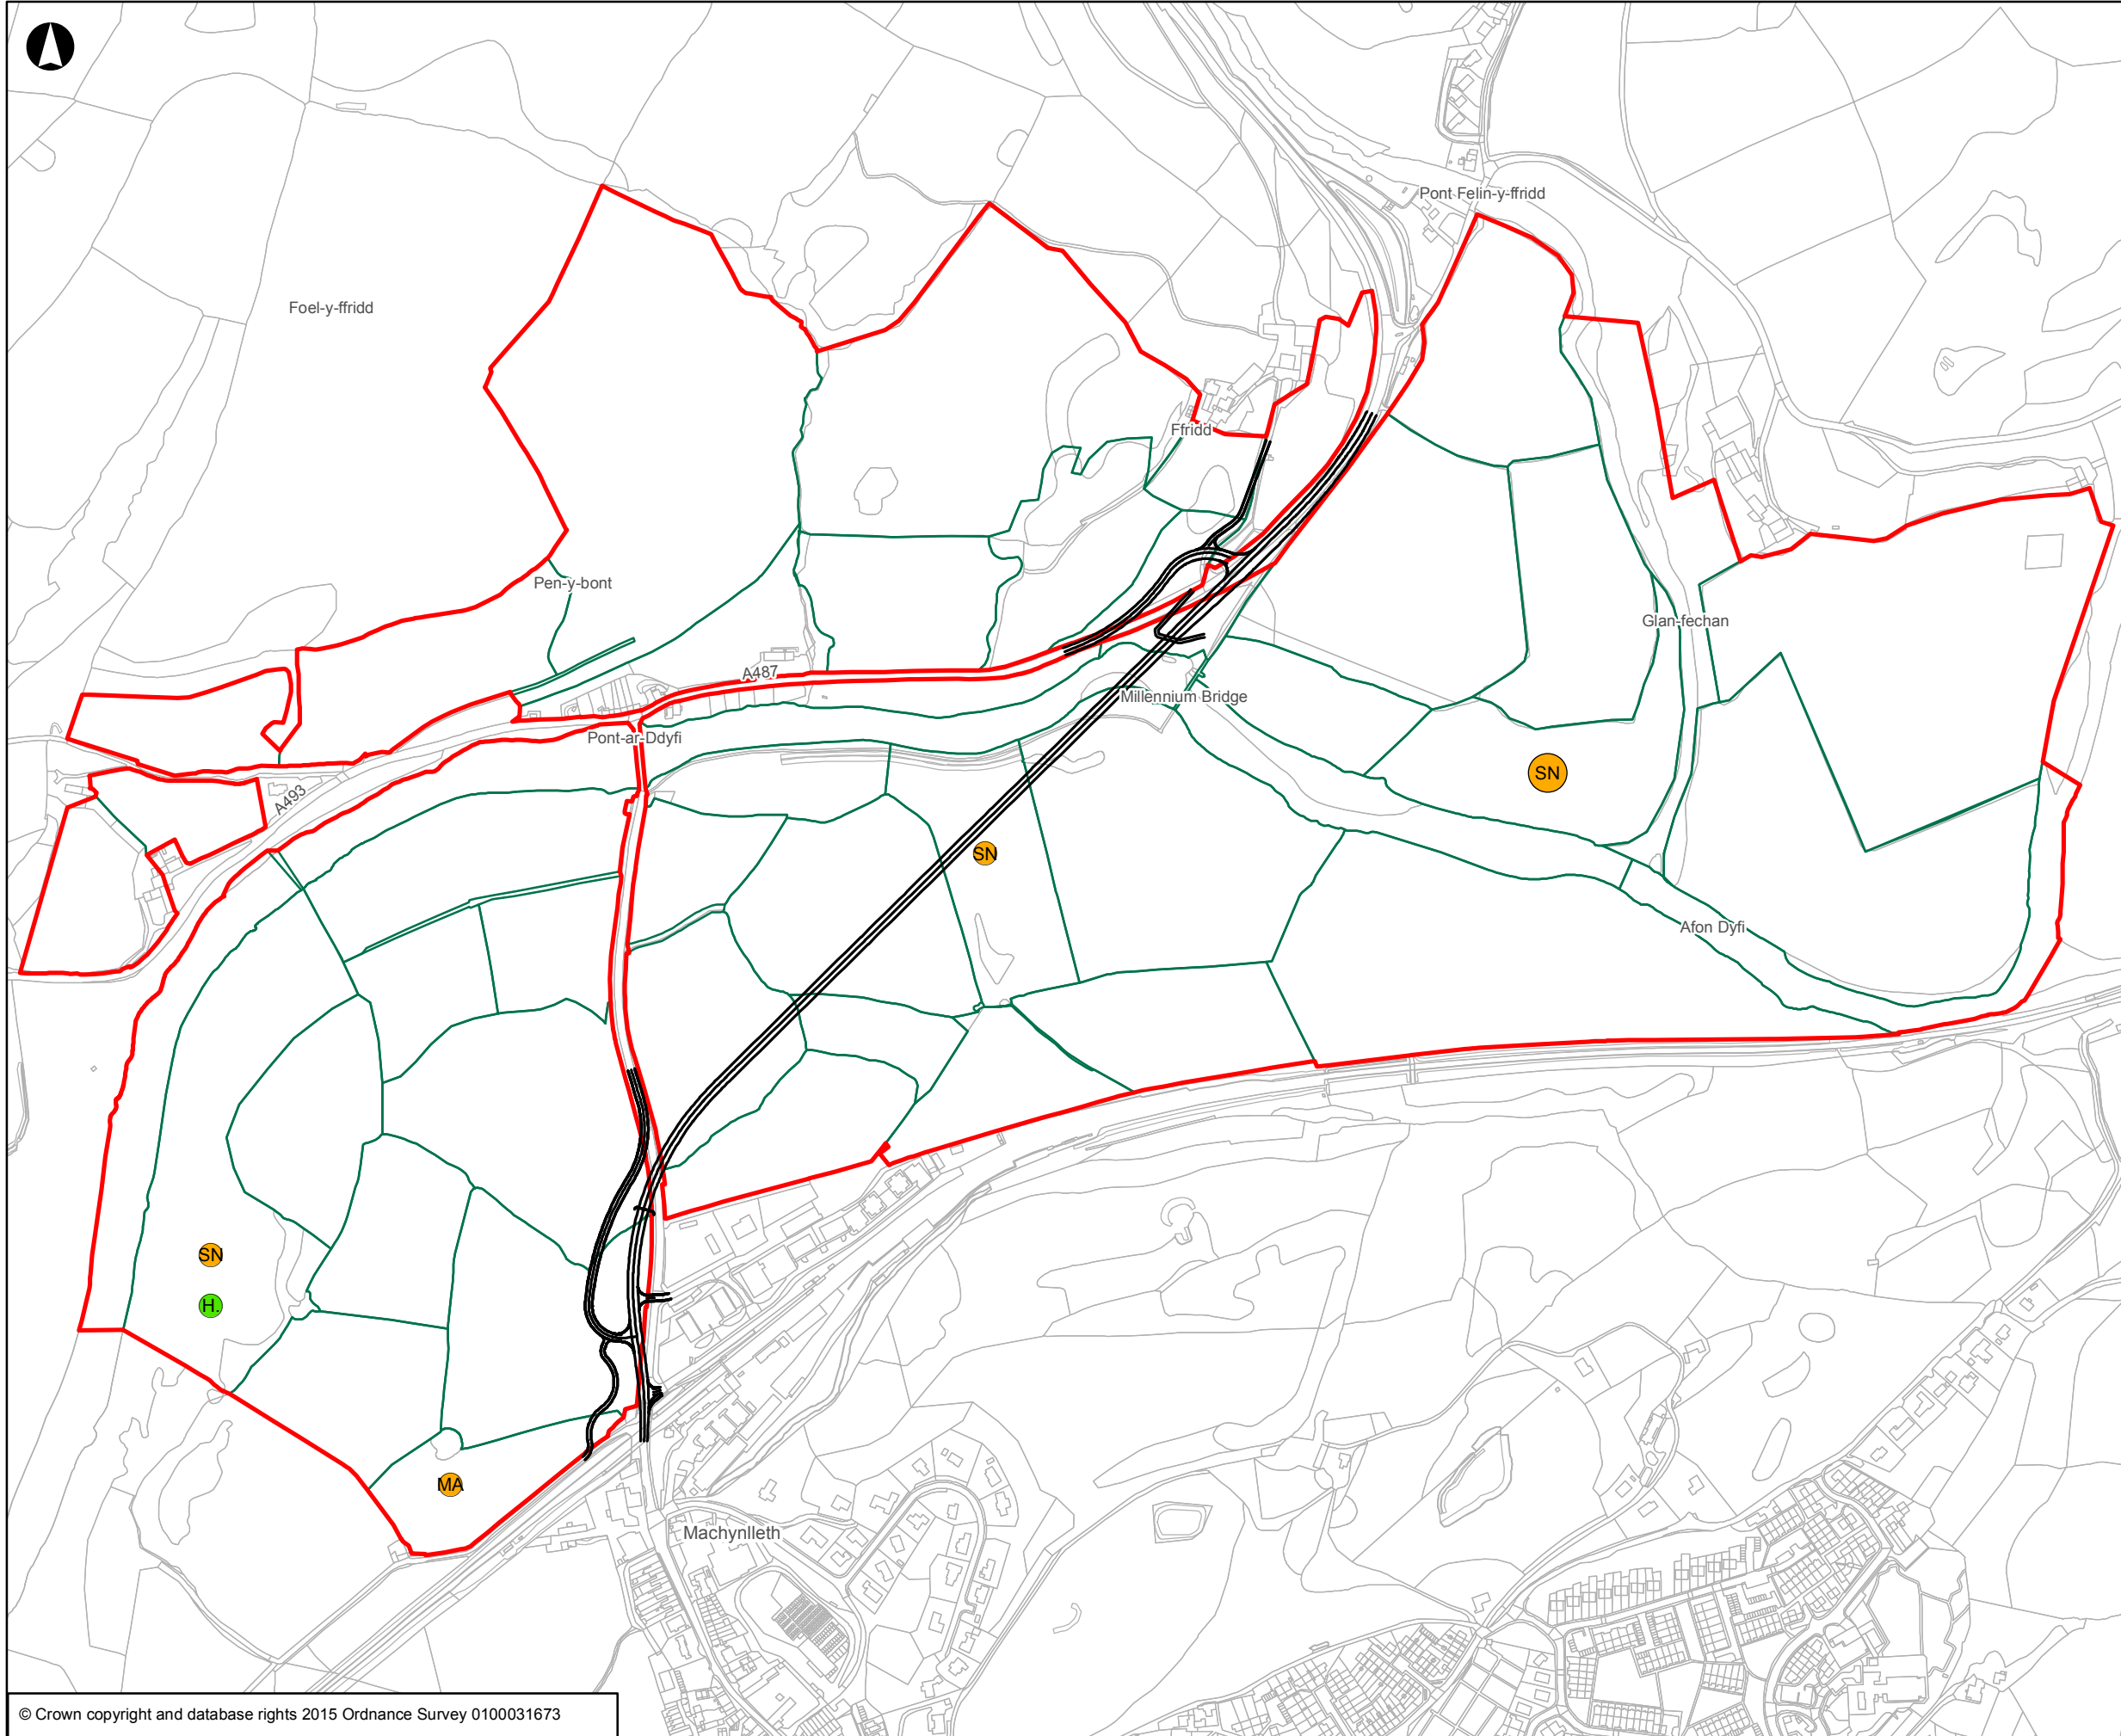 Pont Felin-y-ffridd
Foel-y-ffridd
Ffridd
Pen-y-bont
Glan-fechan
A487
Millennium Bridge
Pont-ar-Ddyfi
SN
A493
SN
Afon Dyfi
SN
H.
MA
Machynlleth
© Crown copyright and database rights 2015 Ordnance Survey 0100031673